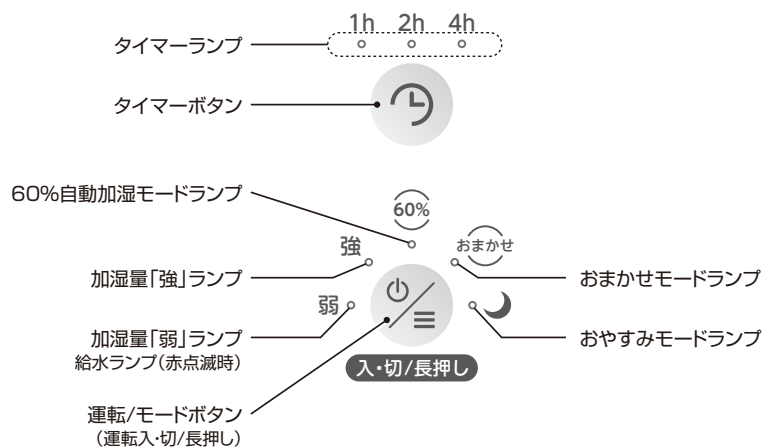 1h 2h 4h
タイマーランプ
タイマーボタン
60%自動加湿モードランプ
60%
強
おまかせ
加湿量「強」ランプ
おまかせモードランプ
弱
加湿量「弱」ランプ
給水ランプ(赤点滅時)
おやすみモードランプ
入・切/長押し
運転/モードボタン
(運転入・切/長押し)